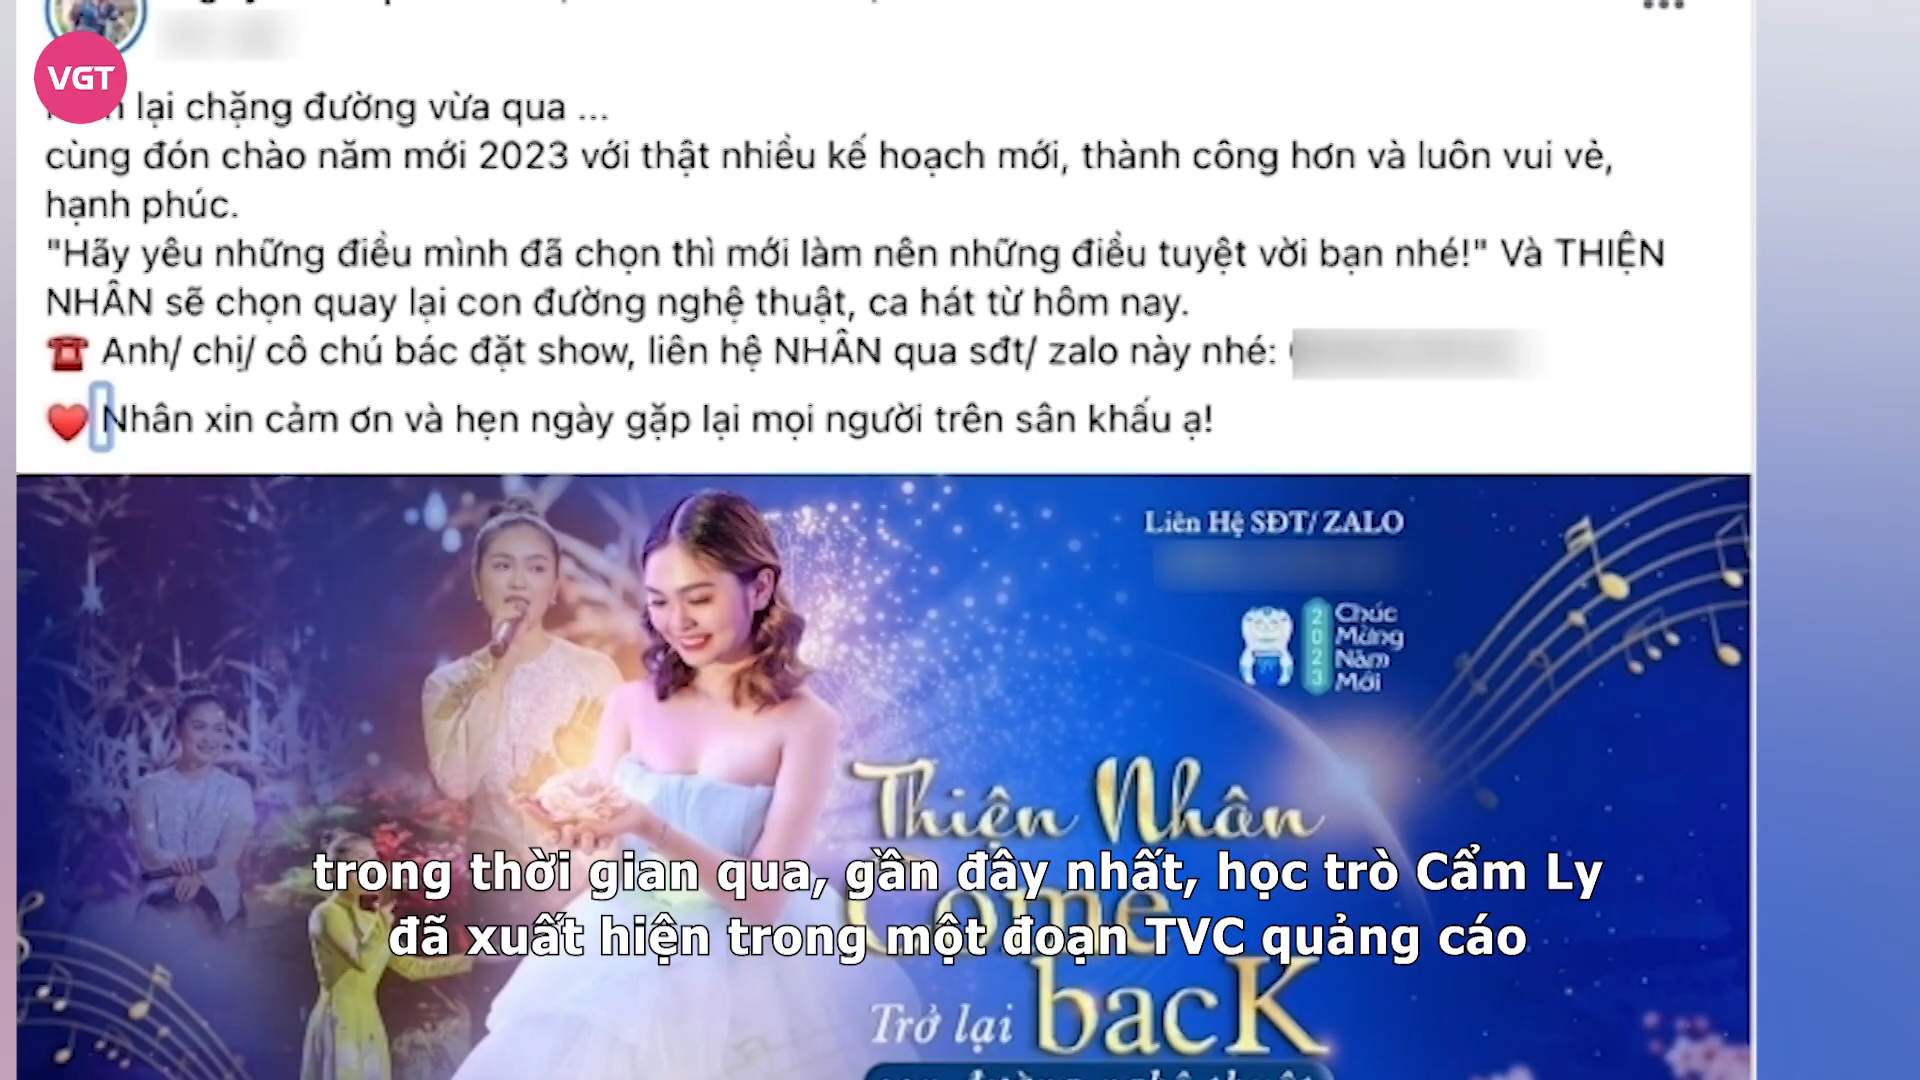 VGT
lại chặng đường vừa qua ...
cùng đón chào năm mới 2023 với thật nhiều kế hoạch mới, thành công hơn và luôn vui vẻ,
hạnh phúc.
"Hãy yêu những điều mình đã chọn thì mới làm nên những điều tuyệt vời bạn nhé!" Và THIỆN
NHÂN sẽ chọn quay lại con đường nghệ thuật, ca hát từ hôm nay.
Anh/ chị/ cô chú bác đặt show, liên hệ NHÂN qua sđt/ zalo này nhé:
Nhân xin cảm ơn và hẹn ngày gặp lại mọi người trên sân khấu ạ!
Liên Hệ SĐT/ ZALO
2023
Chúc
Mừng
Năm
Mới
Thiện Nhân
Come
trong thời gian qua, gần đây nhất, học trò Cẩm Ly
đã xuất hiện trong một đoạn TVC quảng cáo
Trở lại bacK